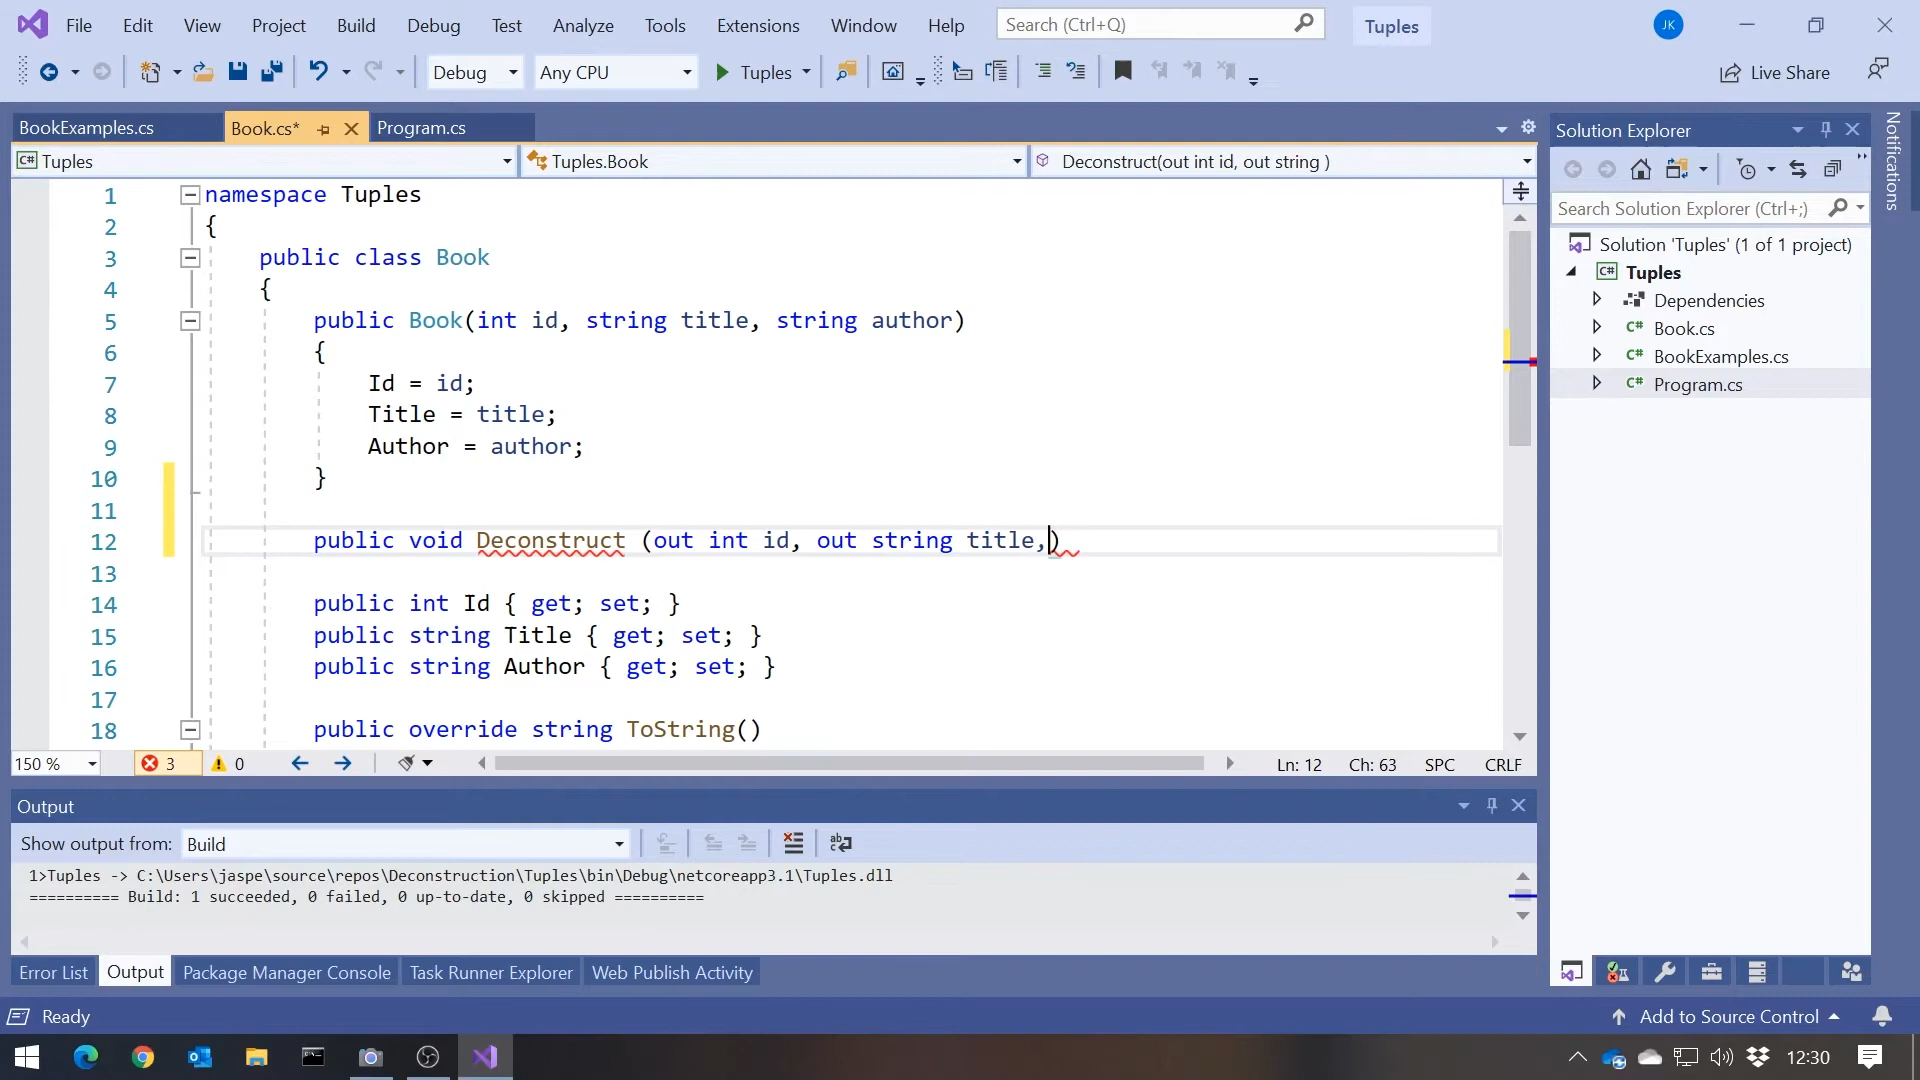 File Edit View Project Build Debug Test Analyze Tools Extensions Window Help Search (Ctrl+Q) Tuples JK
Debug Any CPU Tuples Live Share
BookExamples.cs Book.cs* Program.cs
Tuples Tuples.Book Deconstruct(out int id, out string )
1 namespace Tuples
2 {
3 public class Book
4 {
5 public Book(int id, string title, string author)
6 {
7 Id = id;
8 Title = title;
9 Author = author;
10 }
11
12 public void Deconstruct (out int id, out string title,)
13
14 public int Id { get; set; }
15 public string Title { get; set; }
16 public string Author { get; set; }
17
18 public override string ToString()
150 % 3 0 Ln: 12 Ch: 63 SPC CRLF
Output
Show output from: Build
1>Tuples -> C:\Users\jaspe\source\repos\Deconstruction\Tuples\bin\Debug\netcoreapp3.1\Tuples.dll
========== Build: 1 succeeded, 0 failed, 0 up-to-date, 0 skipped ==========
Error List Output Package Manager Console Task Runner Explorer Web Publish Activity
Solution Explorer
Search Solution Explorer (Ctrl+;)
Solution 'Tuples' (1 of 1 project)
C# Tuples
Dependencies
C# Book.cs
C# BookExamples.cs
C# Program.cs
Notifications
Ready Add to Source Control
12:30